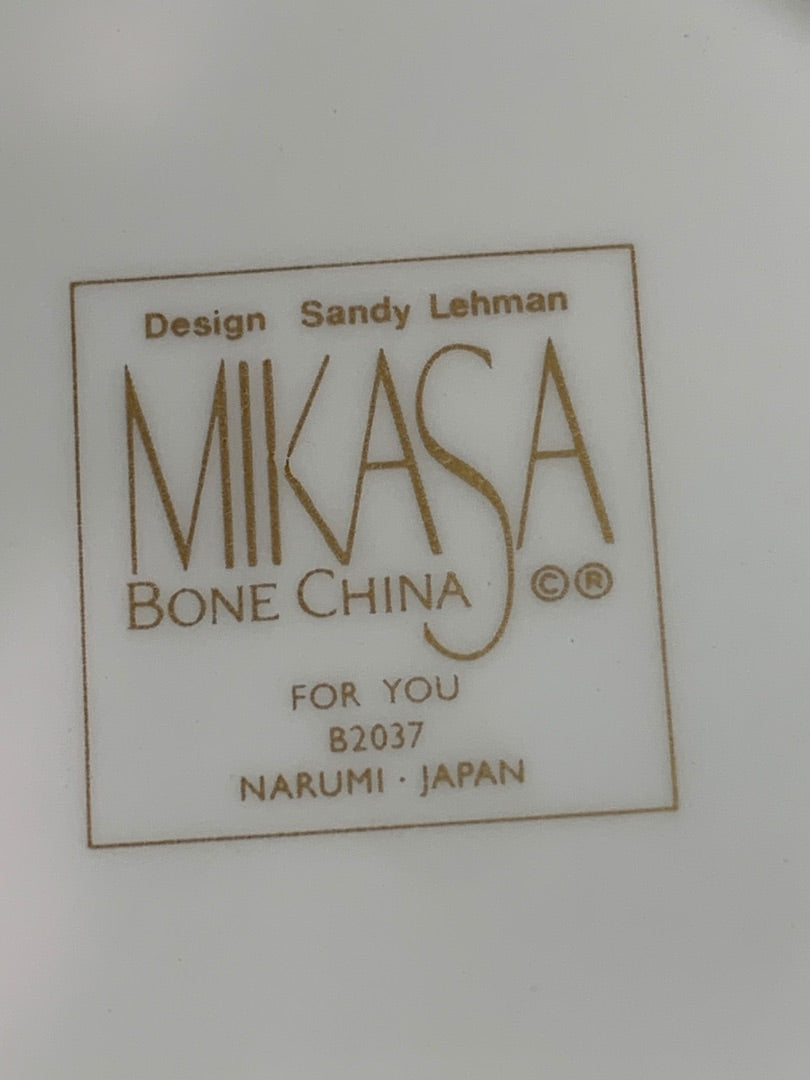 Design Sandy Lehman
MIKASA
BONE CHINA ©®
FOR YOU
B2037
NARUMI · JAPAN